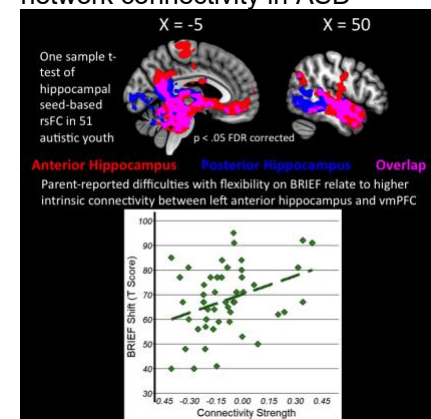 network connectivity in ASD
X = -5 X = 50
One sample t-
test of
hippocampal
seed-based
rsFC in 51
autistic youth
p < .05 FDR corrected
Anterior Hippocampus Posterior Hippocampus Overlap
Parent-reported difficulties with flexibility on BRIEF relate to higher
intrinsic connectivity between left anterior hippocampus and vmPFC
BRIEF Shift (T Score)
100
90
80
70
60
50
40
30
0.45 -0.30 -0.15 0.00 0.15 0.30 0.45
Connectivity Strength